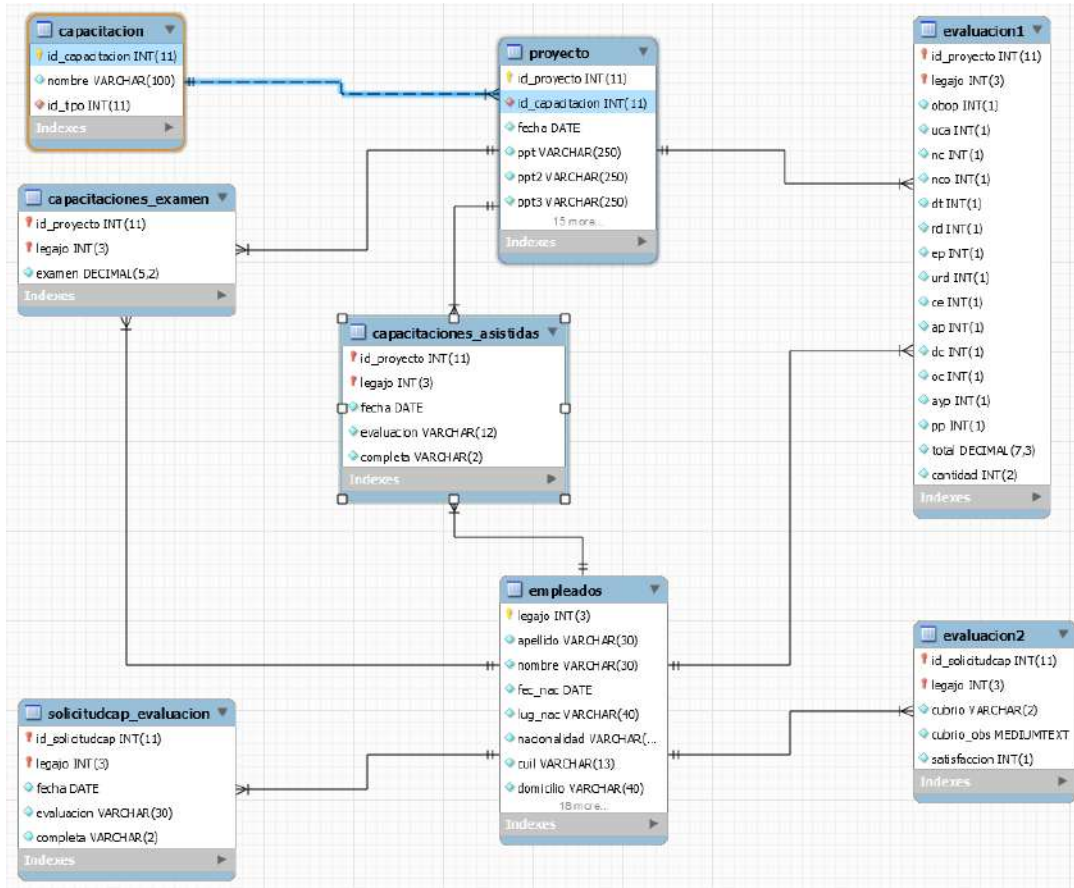 capacitacion
id_capacitacion INT(11)
nombre VARCHAR(100)
id_tipo INT(11)
Indexes
proyecto
id_proyecto INT(11)
id_capacitacion INT(11)
fecha DATE
ppt VARCHAR(250)
ppt2 VARCHAR(250)
ppt3 VARCHAR(250)
15 more...
Indexes
evaluacion1
id_proyecto INT(11)
legajo INT(3)
obop INT(1)
uca INT(1)
nc INT(1)
nco INT(1)
dt INT(1)
rd INT(1)
ep INT(1)
urd INT(1)
ce INT(1)
ap INT(1)
dc INT(1)
oc INT(1)
ayp INT(1)
pp INT(1)
total DECIMAL(7,3)
cantidad INT(2)
Indexes
capacitaciones_examen
id_proyecto INT(11)
legajo INT(3)
examen DECIMAL(5,2)
Indexes
capacitaciones_asistidas
id_proyecto INT(11)
legajo INT(3)
fecha DATE
evaluacion VARCHAR(12)
completa VARCHAR(2)
Indexes
empleados
legajo INT(3)
apellido VARCHAR(30)
nombre VARCHAR(30)
fec_nac DATE
lug_nac VARCHAR(40)
nacionalidad VARCHAR(...
cuil VARCHAR(13)
domicilio VARCHAR(40)
18 more...
Indexes
evaluacion2
id_solicitudcap INT(11)
legajo INT(3)
cubrio VARCHAR(2)
cubrio_obs MEDIUMTEXT
satisfaccion INT(1)
Indexes
solicitudcap_evaluacion
id_solicitudcap INT(11)
legajo INT(3)
fecha DATE
evaluacion VARCHAR(30)
completa VARCHAR(2)
Indexes